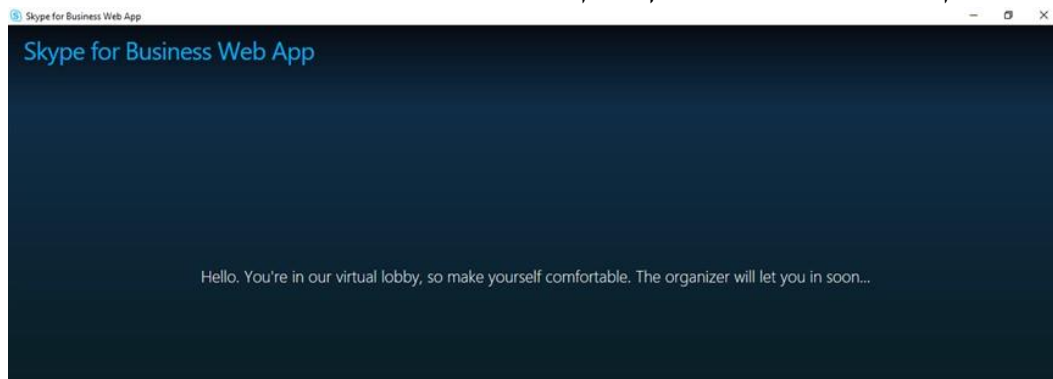 Skype for Business Web App
Skype for Business Web App
Hello. You're in our virtual lobby, so make yourself comfortable. The organizer will let you in soon...